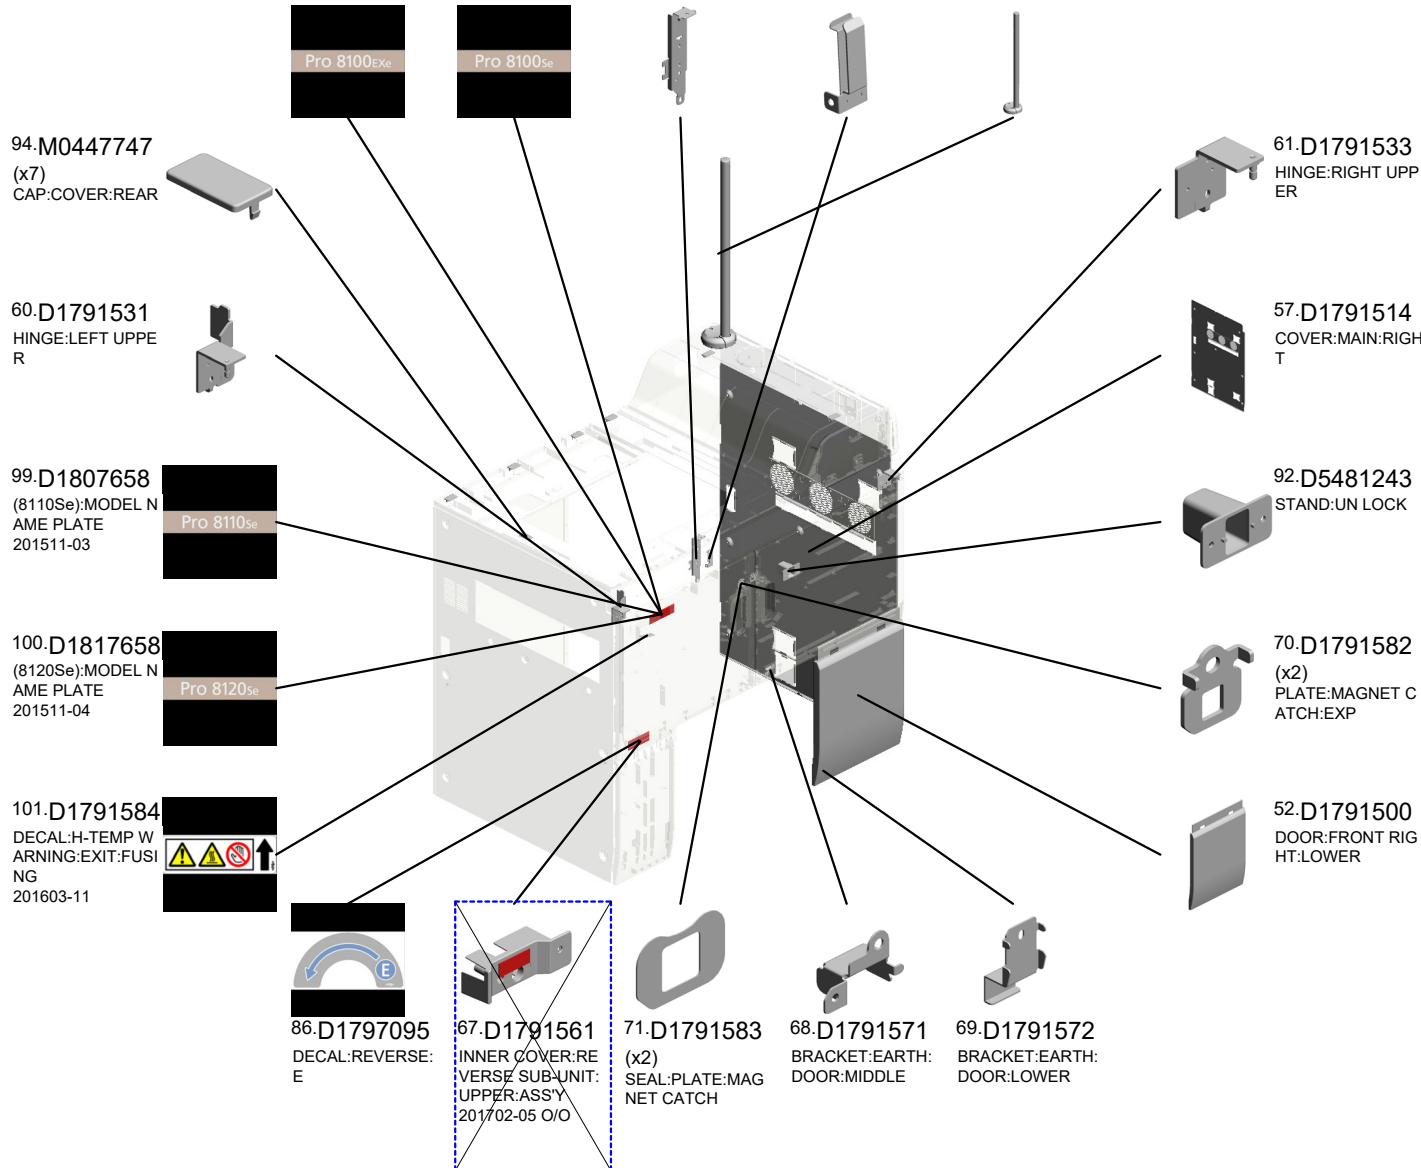 Pro 8100EXe
Pro 8100Se
94.M0447747
(x7)
CAP:COVER:REAR
60.D1791531
HINGE:LEFT UPPE
R
99.D1807658
(8110Se):MODEL N
AME PLATE
201511-03
Pro 8110Se
100.D1817658
(8120Se):MODEL N
AME PLATE
201511-04
Pro 8120Se
101.D1791584
DECAL:H-TEMP W
ARNING:EXIT:FUSI
NG
201603-11
61.D1791533
HINGE:RIGHT UPP
ER
57.D1791514
COVER:MAIN:RIGH
T
92.D5481243
STAND:UN LOCK
70.D1791582
(x2)
PLATE:MAGNET C
ATCH:EXP
52.D1791500
DOOR:FRONT RIG
HT:LOWER
E
86.D1797095
DECAL:REVERSE:
E
67.D1791561
INNER COVER:RE
VERSE SUB-UNIT:
UPPER:ASS'Y
201702-05 O/O
71.D1791583
(x2)
SEAL:PLATE:MAG
NET CATCH
68.D1791571
BRACKET:EARTH:
DOOR:MIDDLE
69.D1791572
BRACKET:EARTH:
DOOR:LOWER